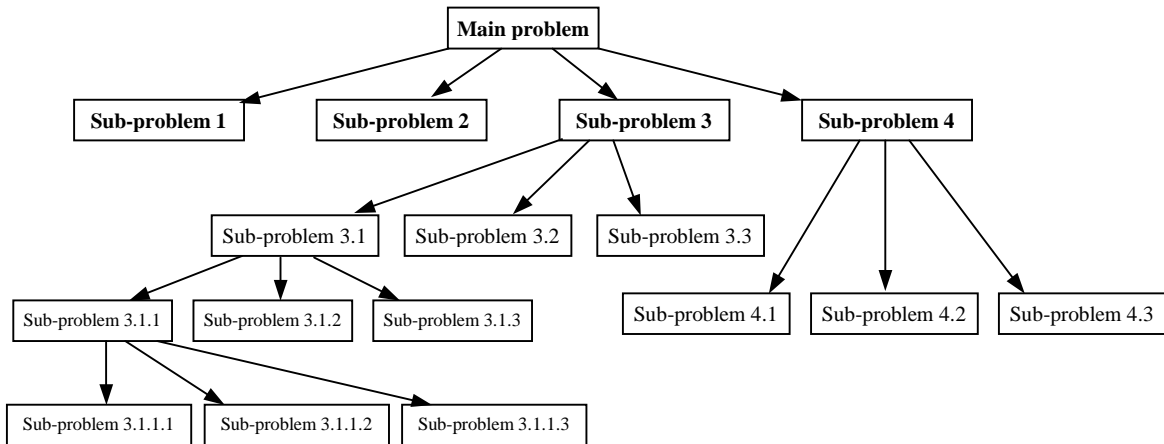 Main problem
Sub-problem 1
Sub-problem 2
Sub-problem 3
Sub-problem 4
Sub-problem 3.1
Sub-problem 3.2
Sub-problem 3.3
Sub-problem 3.1.1
Sub-problem 3.1.2
Sub-problem 3.1.3
Sub-problem 4.1
Sub-problem 4.2
Sub-problem 4.3
Sub-problem 3.1.1.1
Sub-problem 3.1.1.2
Sub-problem 3.1.1.3